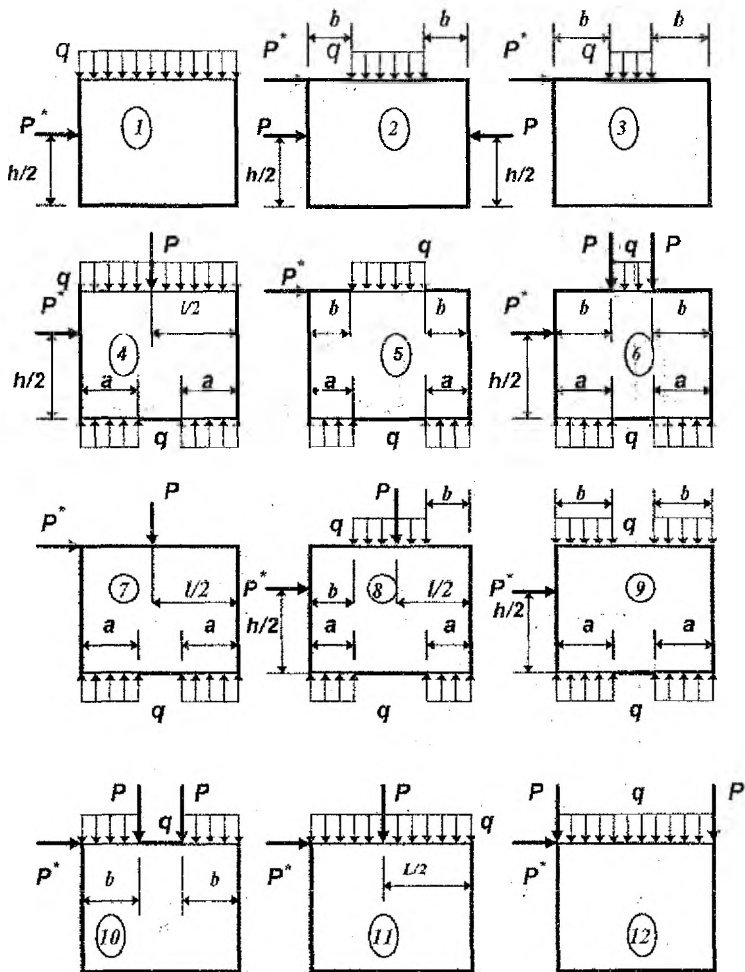 b b b b
q P* q P* q
P* 1 P 2 P 3
h/2 h/2 h/2
P q P q P
q P*
P* l/2 b b P* b b
4 5 6
h/2 a a a a h/2 a a
q q q
P P b b b
P* q q
7 l/2 P* b 8 l/2 P* 9
a a h/2 a a h/2 a a
q q q
P P P P q P
q q
P* P* P*
b b L/2
10 11 12